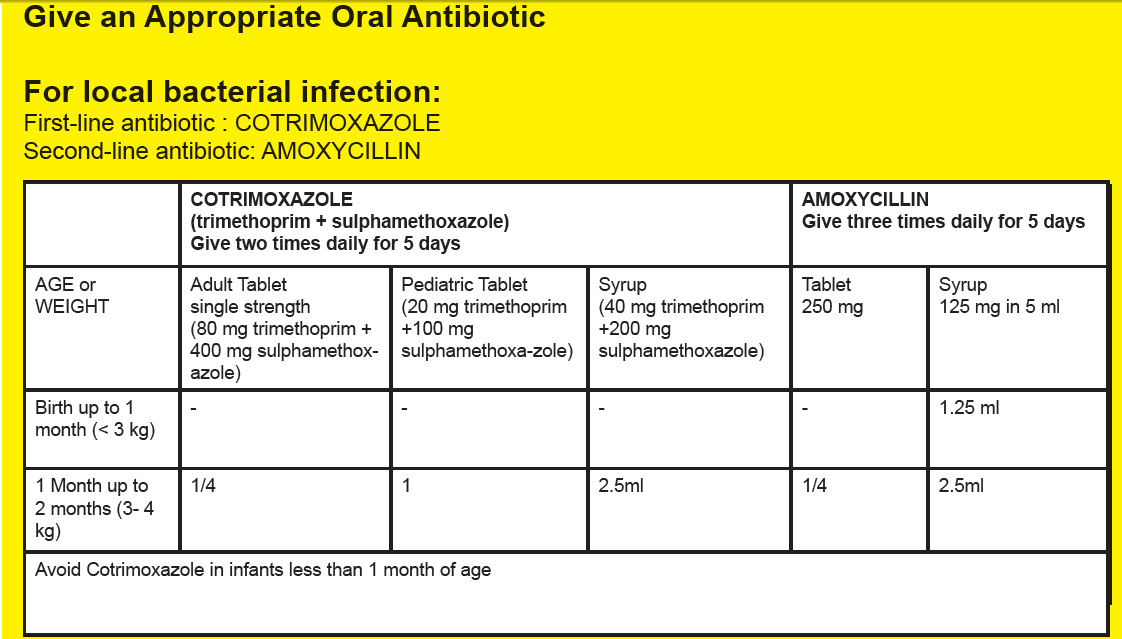 Give an Appropriate Oral Antibiotic
For local bacterial infection:
First-line antibiotic : COTRIMOXAZOLE
Second-line antibiotic: AMOXYCILLIN
COTRIMOXAZOLE
(trimethoprim + sulphamethoxazole)
Give two times daily for 5 days
AMOXYCILLIN
Give three times daily for 5 days
AGE or
WEIGHT
Adult Tablet
single strength
(80 mg trimethoprim +
400 mg sulphamethox-
azole)
Pediatric Tablet
(20 mg trimethoprim
+100 mg
sulphamethoxa-zole)
Syrup
(40 mg trimethoprim
+200 mg
sulphamethoxazole)
Tablet
250 mg
Syrup
125 mg in 5 ml
Birth up to 1
month (< 3 kg)
-
-
-
-
1.25 ml
1 Month up to
2 months (3- 4
kg)
1/4
1
2.5ml
1/4
2.5ml
Avoid Cotrimoxazole in infants less than 1 month of age